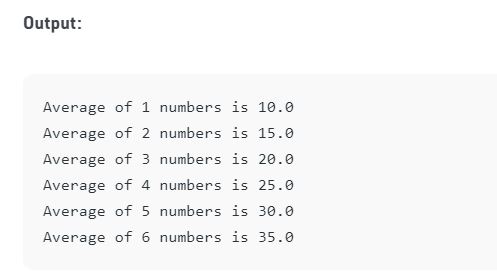 Output:
Average of 1 numbers is 10.0
Average of 2 numbers is 15.0
Average of 3 numbers is 20.0
Average of 4 numbers is 25.0
Average of 5 numbers is 30.0
Average of 6 numbers is 35.0